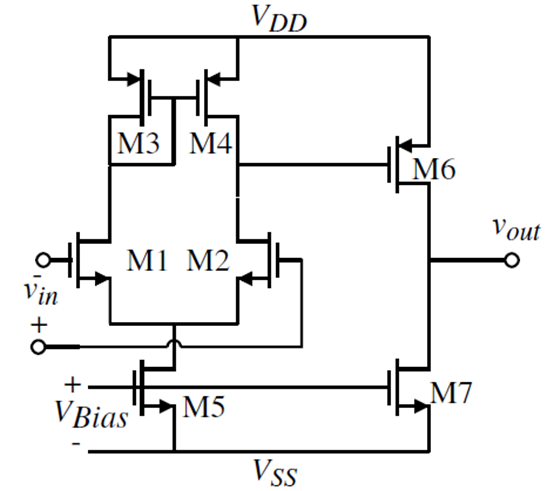 VDD
M3 M4
M6
vout
M1 M2
-
vin
+
+
VBias
-
M5
M7
VSS